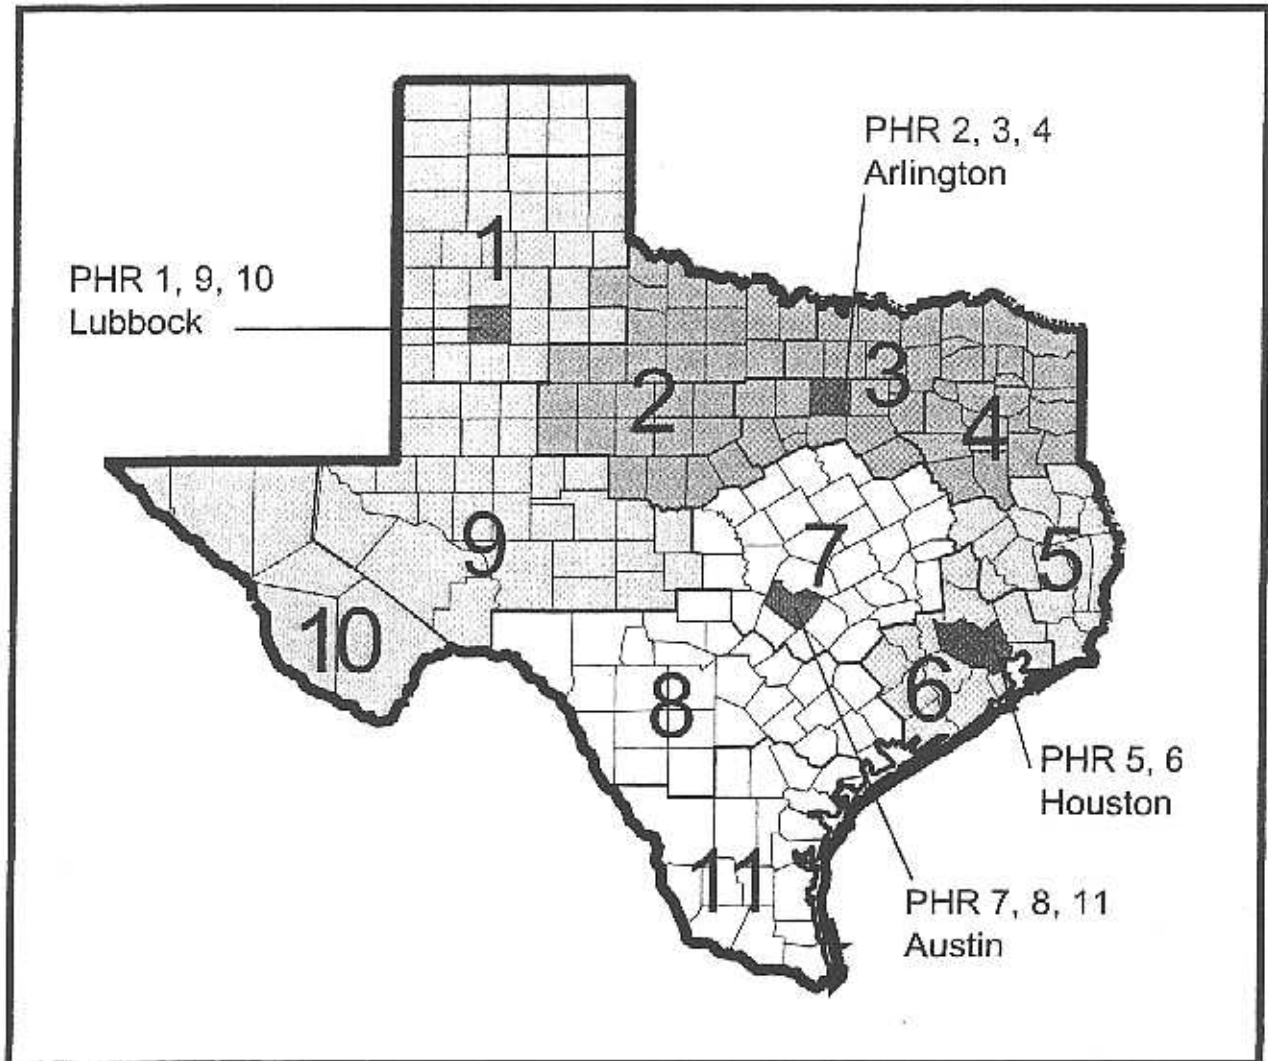 PHR 2, 3, 4
Arlington
1
PHR 1, 9, 10
Lubbock
3
2
4
9
7
5
10
8
6
PHR 5, 6
Houston
11
PHR 7, 8, 11
Austin